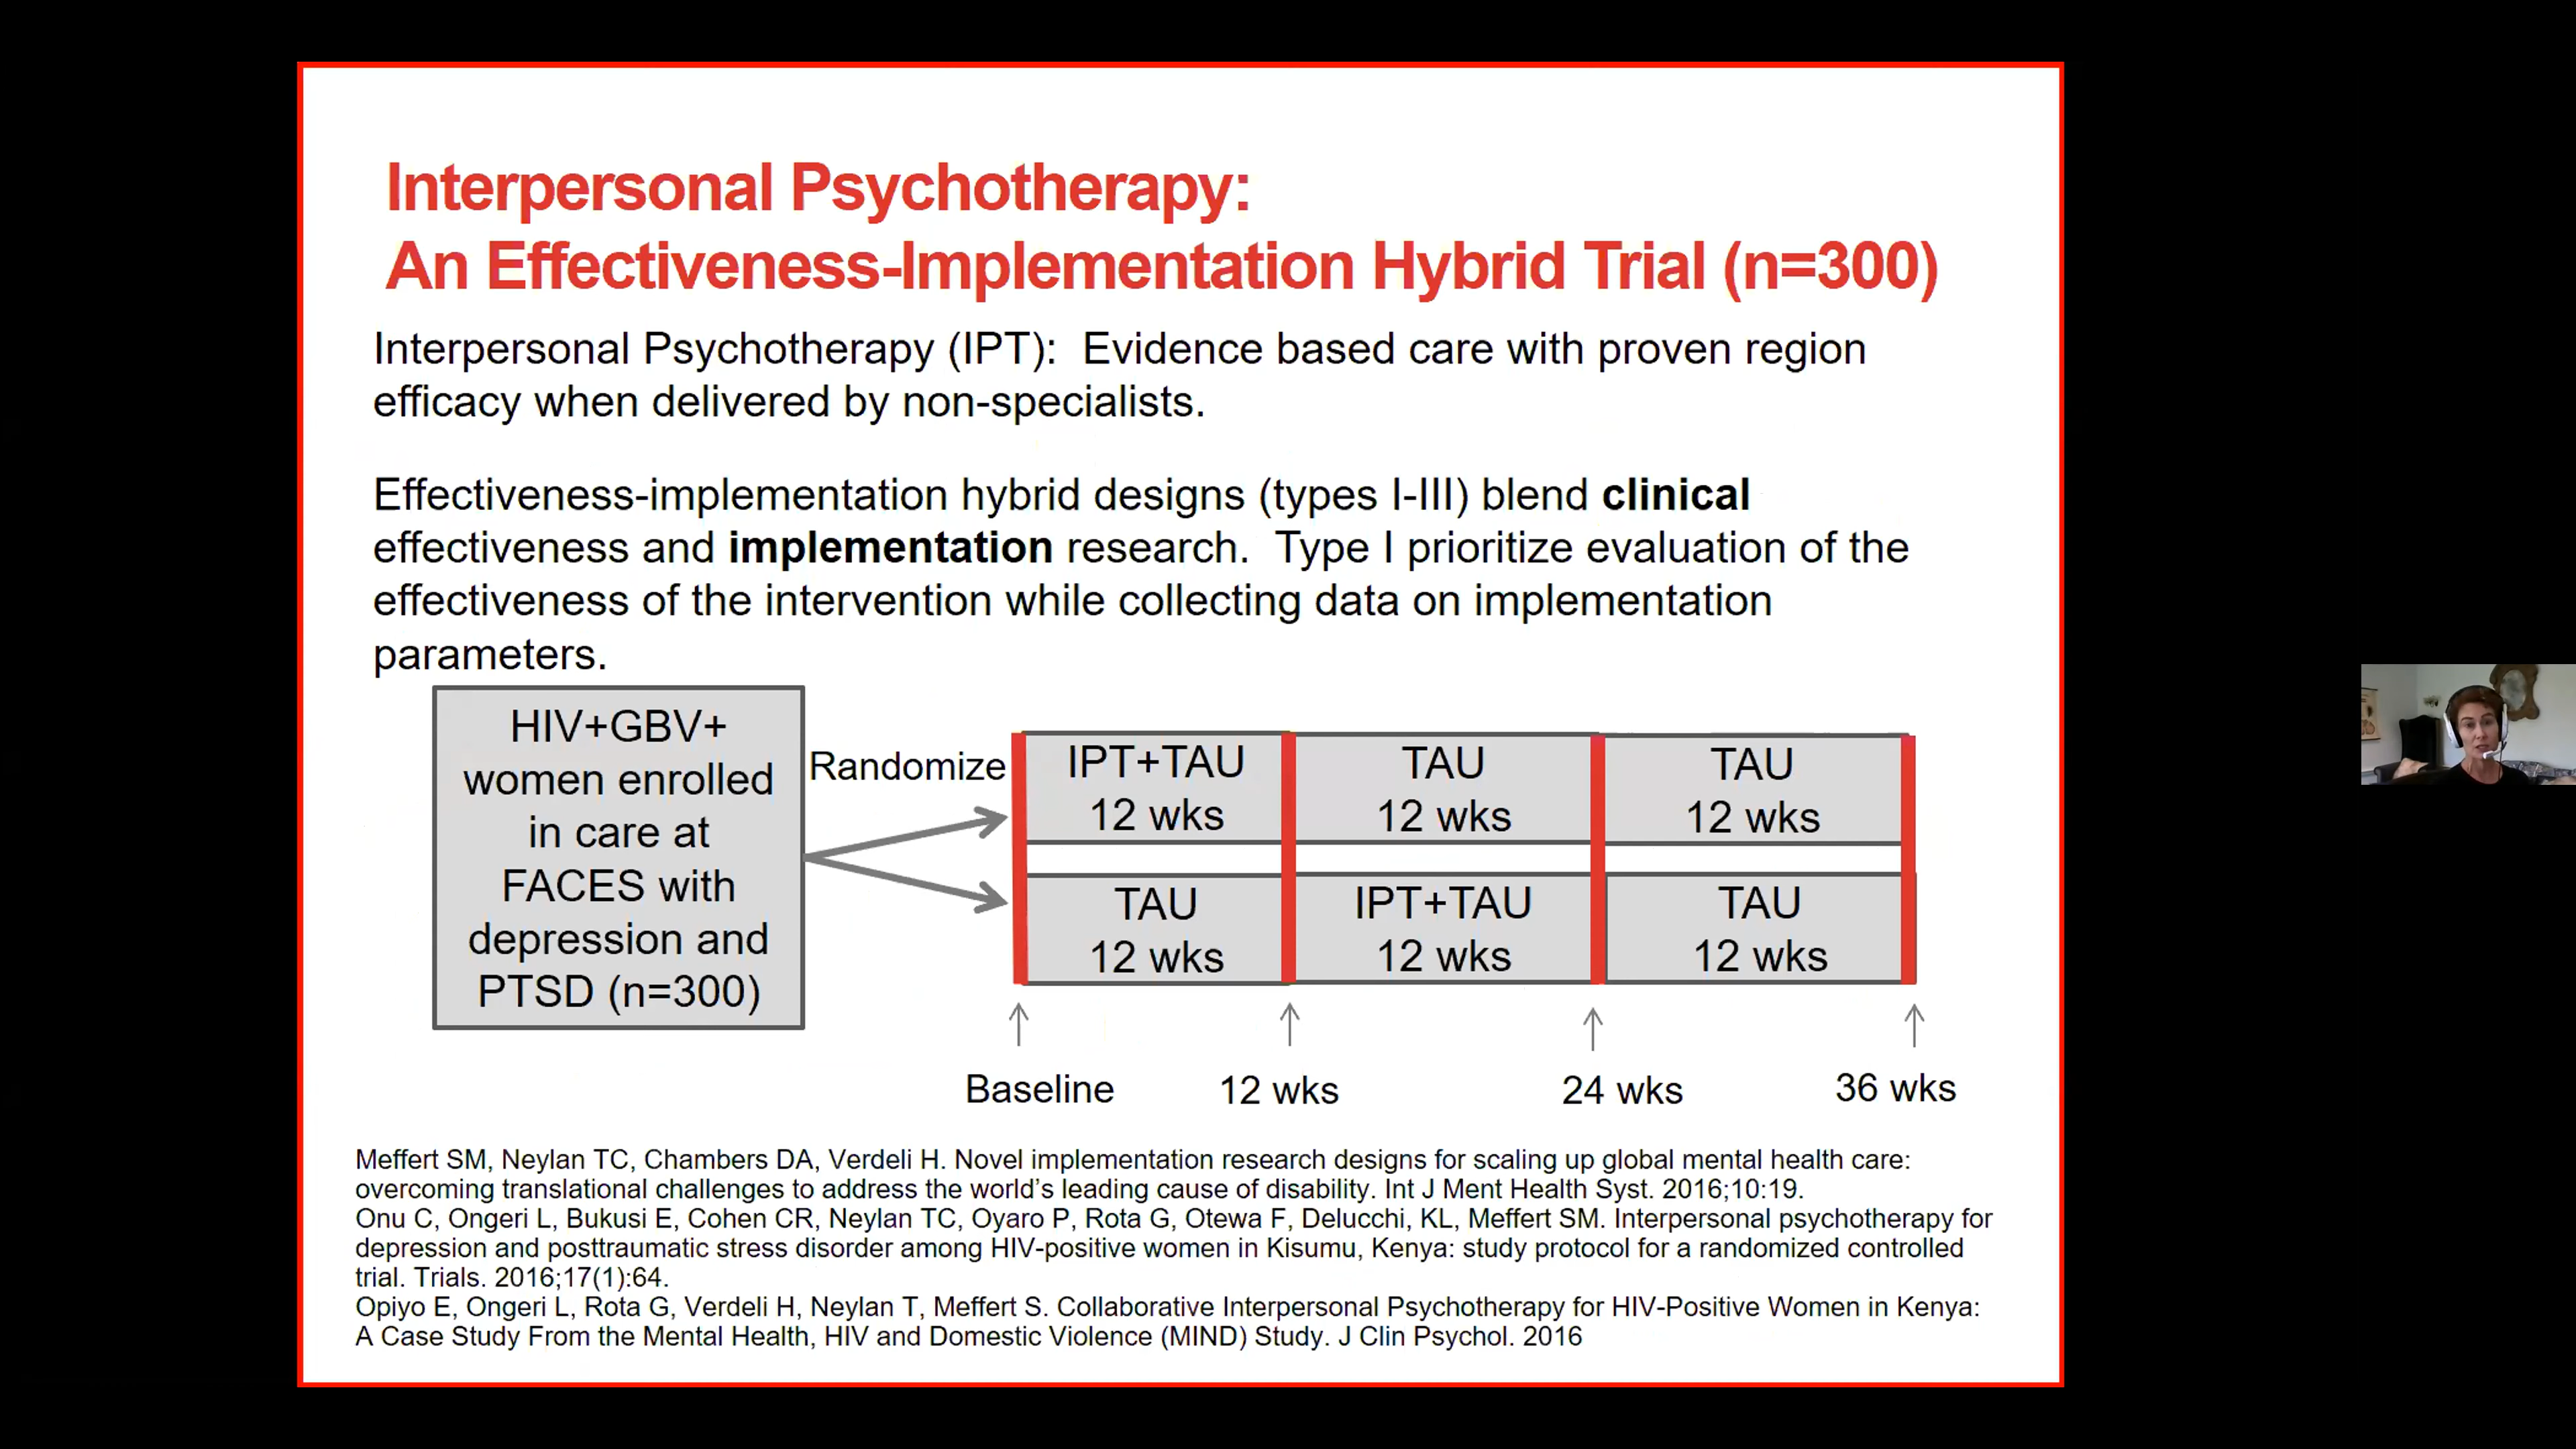 Interpersonal Psychotherapy:
An Effectiveness-Implementation Hybrid Trial (n=300)
Interpersonal Psychotherapy (IPT):  Evidence based care with proven region
efficacy when delivered by non-specialists.
Effectiveness-implementation hybrid designs (types I-III) blend clinical
effectiveness and implementation research.  Type I prioritize evaluation of the
effectiveness of the intervention while collecting data on implementation
parameters.
HIV+GBV+
women enrolled
in care at
FACES with
depression and
PTSD (n=300)
Randomize
IPT+TAU
12 wks
TAU
12 wks
TAU
12 wks
TAU
12 wks
IPT+TAU
12 wks
TAU
12 wks
Baseline
12 wks
24 wks
36 wks
Meffert SM, Neylan TC, Chambers DA, Verdeli H. Novel implementation research designs for scaling up global mental health care:
overcoming translational challenges to address the world's leading cause of disability. Int J Ment Health Syst. 2016;10:19.
Onu C, Ongeri L, Bukusi E, Cohen CR, Neylan TC, Oyaro P, Rota G, Otewa F, Delucchi, KL, Meffert SM. Interpersonal psychotherapy for
depression and posttraumatic stress disorder among HIV-positive women in Kisumu, Kenya: study protocol for a randomized controlled
trial. Trials. 2016;17(1):64.
Opiyo E, Ongeri L, Rota G, Verdeli H, Neylan T, Meffert S. Collaborative Interpersonal Psychotherapy for HIV-Positive Women in Kenya:
A Case Study From the Mental Health, HIV and Domestic Violence (MIND) Study. J Clin Psychol. 2016